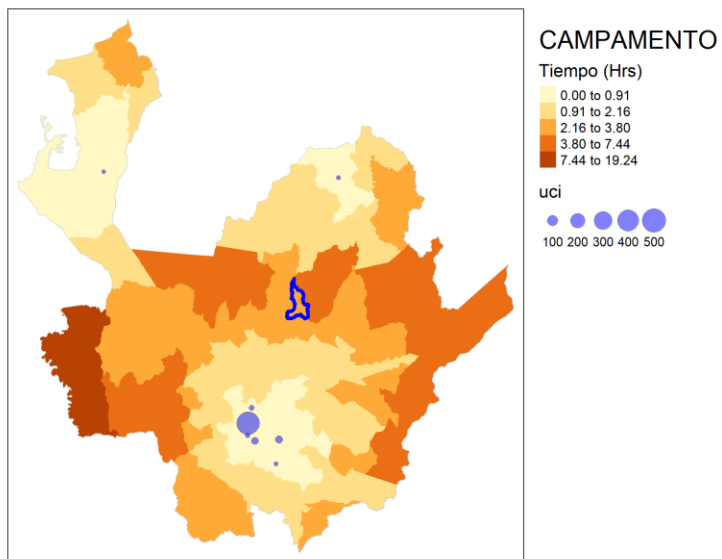 CAMPAMENTO
Tiempo (Hrs)
0.00 to 0.91
0.91 to 2.16
2.16 to 3.80
3.80 to 7.44
7.44 to 19.24
uci
100 200 300 400 500